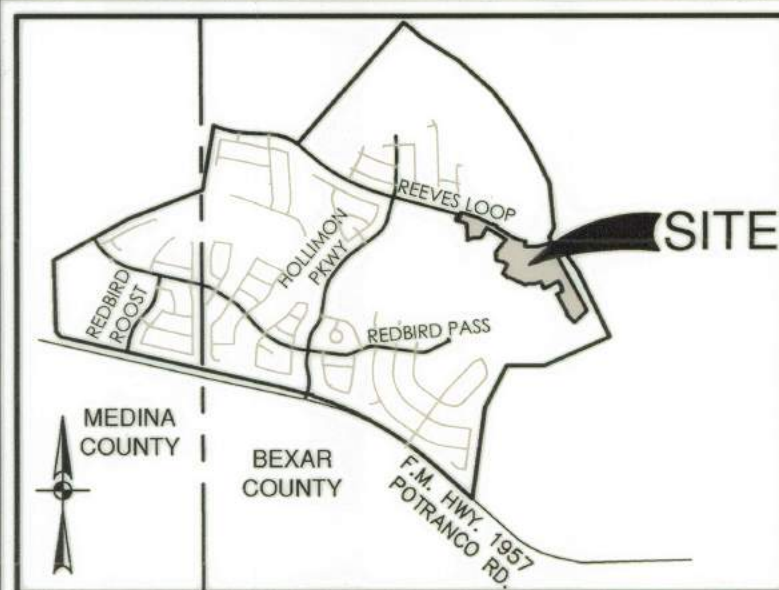 REEVES LOOP
SITE
HOLLIMON
PKWY
REDBIRD
ROOST
REDBIRD PASS
MEDINA
COUNTY
BEXAR
COUNTY
F.M. HWY. 1957
POTRANCO RD.